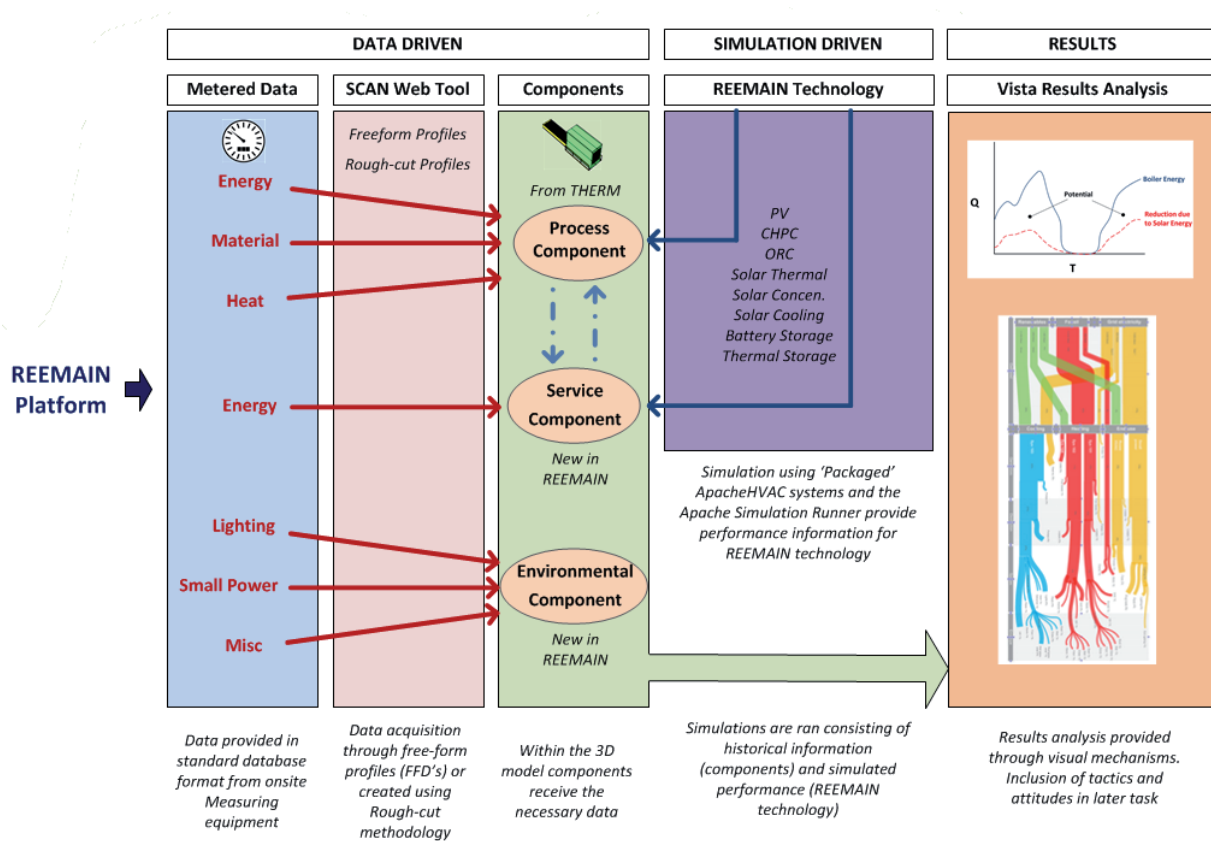 DATA DRIVEN
SIMULATION DRIVEN
RESULTS
Metered Data
SCAN Web Tool
Components
REEMAIN Technology
Vista Results Analysis
REEMAIN
Platform
Energy
Material
Heat
Energy
Lighting
Small Power
Misc
Freeform Profiles
Rough-cut Profiles
From THERM
Process
Component
Service
Component
New in
REEMAIN
Environmental
Component
New in
REEMAIN
PV
CHPC
ORC
Solar Thermal
Solar Concen.
Solar Cooling
Battery Storage
Thermal Storage
Simulation using ‘Packaged’
ApacheHVAC systems and the
Apache Simulation Runner provide
performance information for
REEMAIN technology
Q
Boiler Energy
Potential
Reduction due
to Solar Energy
T
Data provided in
standard database
format from onsite
Measuring
equipment
Data acquisition
through free-form
profiles (FFD’s) or
created using
Rough-cut
methodology
Within the 3D
model components
receive the
necessary data
Simulations are ran consisting of
historical information
(components) and simulated
performance (REEMAIN
technology)
Results analysis provided
through visual mechanisms.
Inclusion of tactics and
attitudes in later task